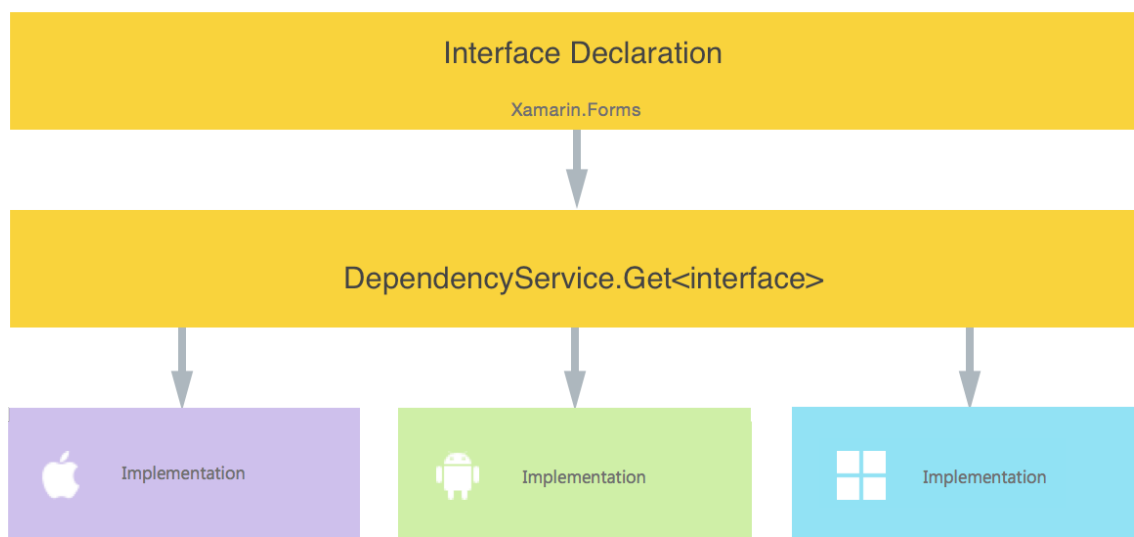 Interface Declaration
Xamarin.Forms
DependencyService.Get<interface>
Implementation
Implementation
Implementation